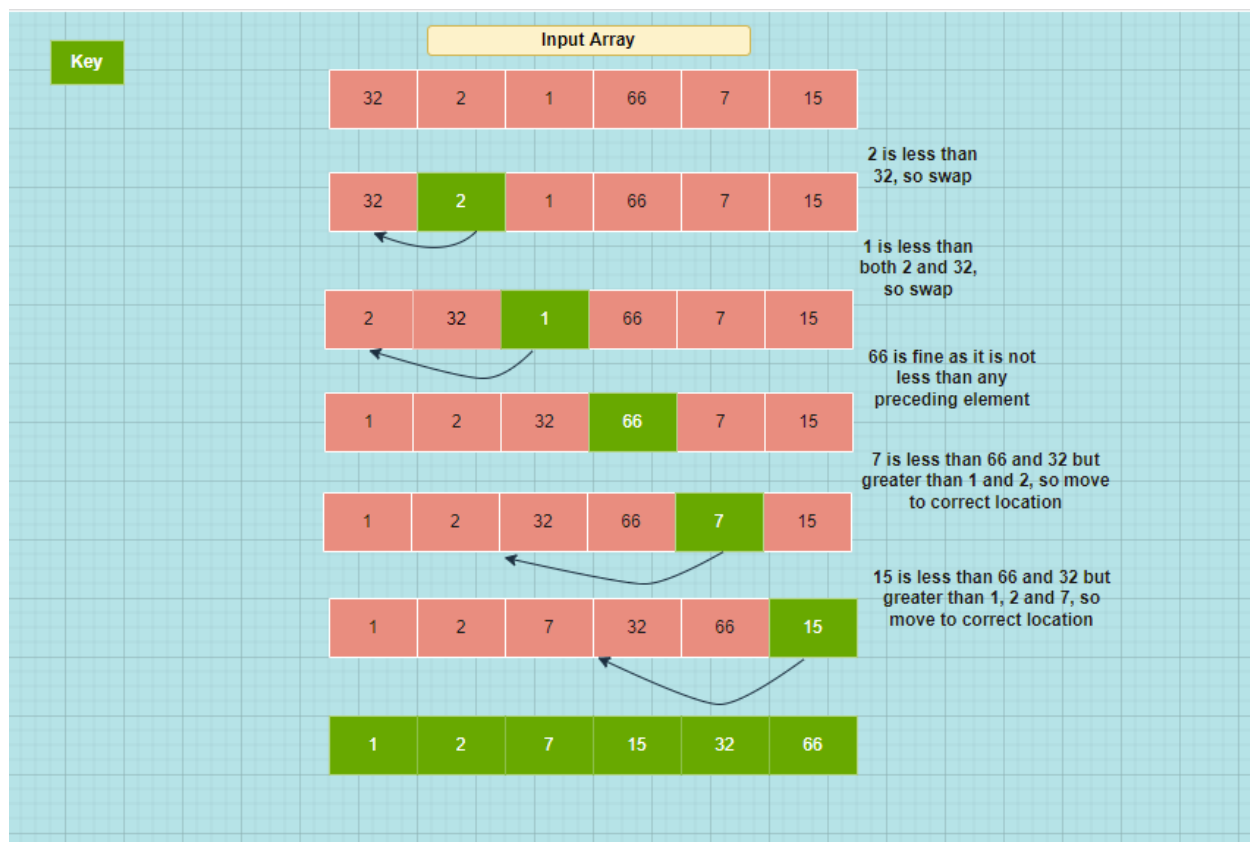 Input Array
Key
32 2 1 66 7 15
2 is less than
32, so swap
32 2 1 66 7 15
1 is less than
both 2 and 32,
so swap
2 32 1 66 7 15
66 is fine as it is not
less than any
preceding element
1 2 32 66 7 15
7 is less than 66 and 32 but
greater than 1 and 2, so move
to correct location
1 2 32 66 7 15
15 is less than 66 and 32 but
greater than 1, 2 and 7, so
move to correct location
1 2 7 32 66 15
1 2 7 15 32 66